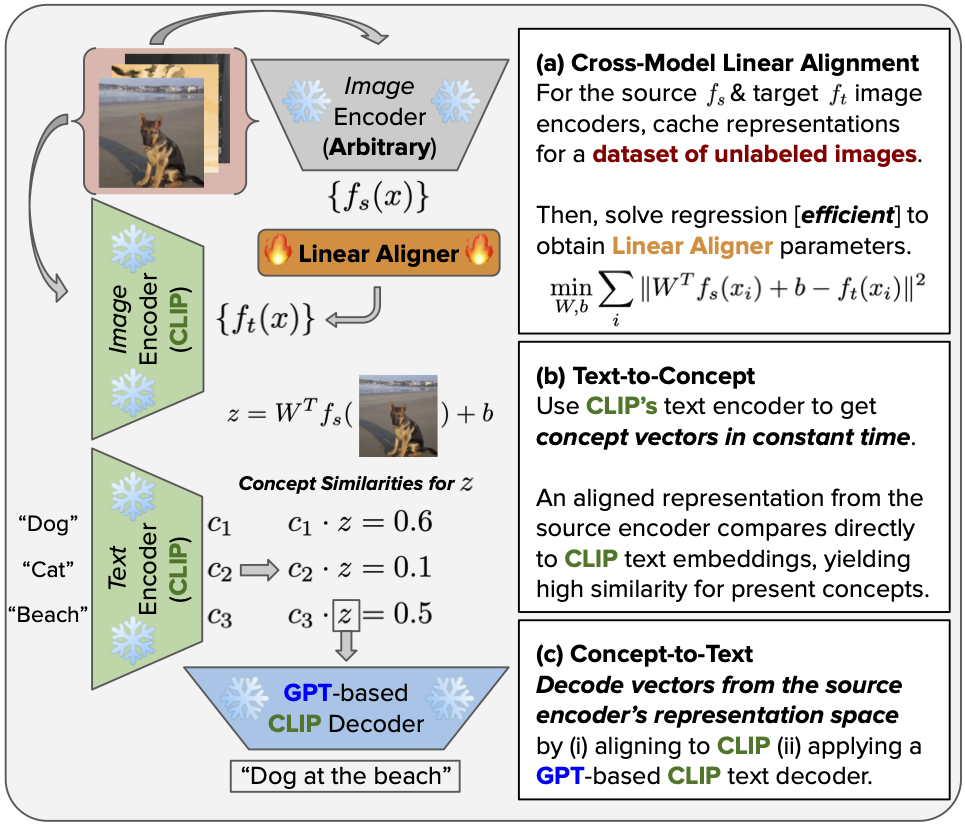 Image
Encoder
(Arbitrary)
{f_s(x)}
Linear Aligner
{f_t(x)}
Image
Encoder
(CLIP)
z = W^T f_s( ) + b
Concept Similarities for z
"Dog"
"Cat"
"Beach"
Text
Encoder
(CLIP)
c_1 c_1 · z = 0.6
c_2 c_2 · z = 0.1
c_3 c_3 · z = 0.5
GPT-based
CLIP Decoder
"Dog at the beach"
(a) Cross-Model Linear Alignment
For the source f_s & target f_t image
encoders, cache representations
for a dataset of unlabeled images.
Then, solve regression [efficient] to
obtain Linear Aligner parameters.
min_{W,b} ∑_i ‖W^T f_s(x_i) + b − f_t(x_i)‖^2
(b) Text-to-Concept
Use CLIP's text encoder to get
concept vectors in constant time.
An aligned representation from the
source encoder compares directly
to CLIP text embeddings, yielding
high similarity for present concepts.
(c) Concept-to-Text
Decode vectors from the source
encoder's representation space
by (i) aligning to CLIP (ii) applying a
GPT-based CLIP text decoder.